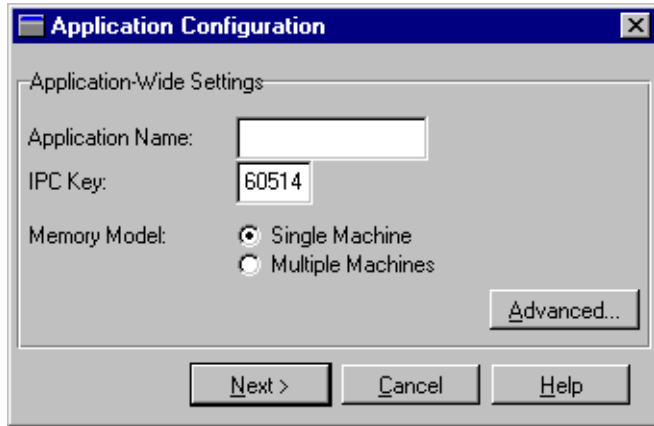 Application Configuration
Application-Wide Settings
Application Name:
IPC Key: 60514
Memory Model: Single Machine
Multiple Machines
Advanced...
Next > Cancel Help